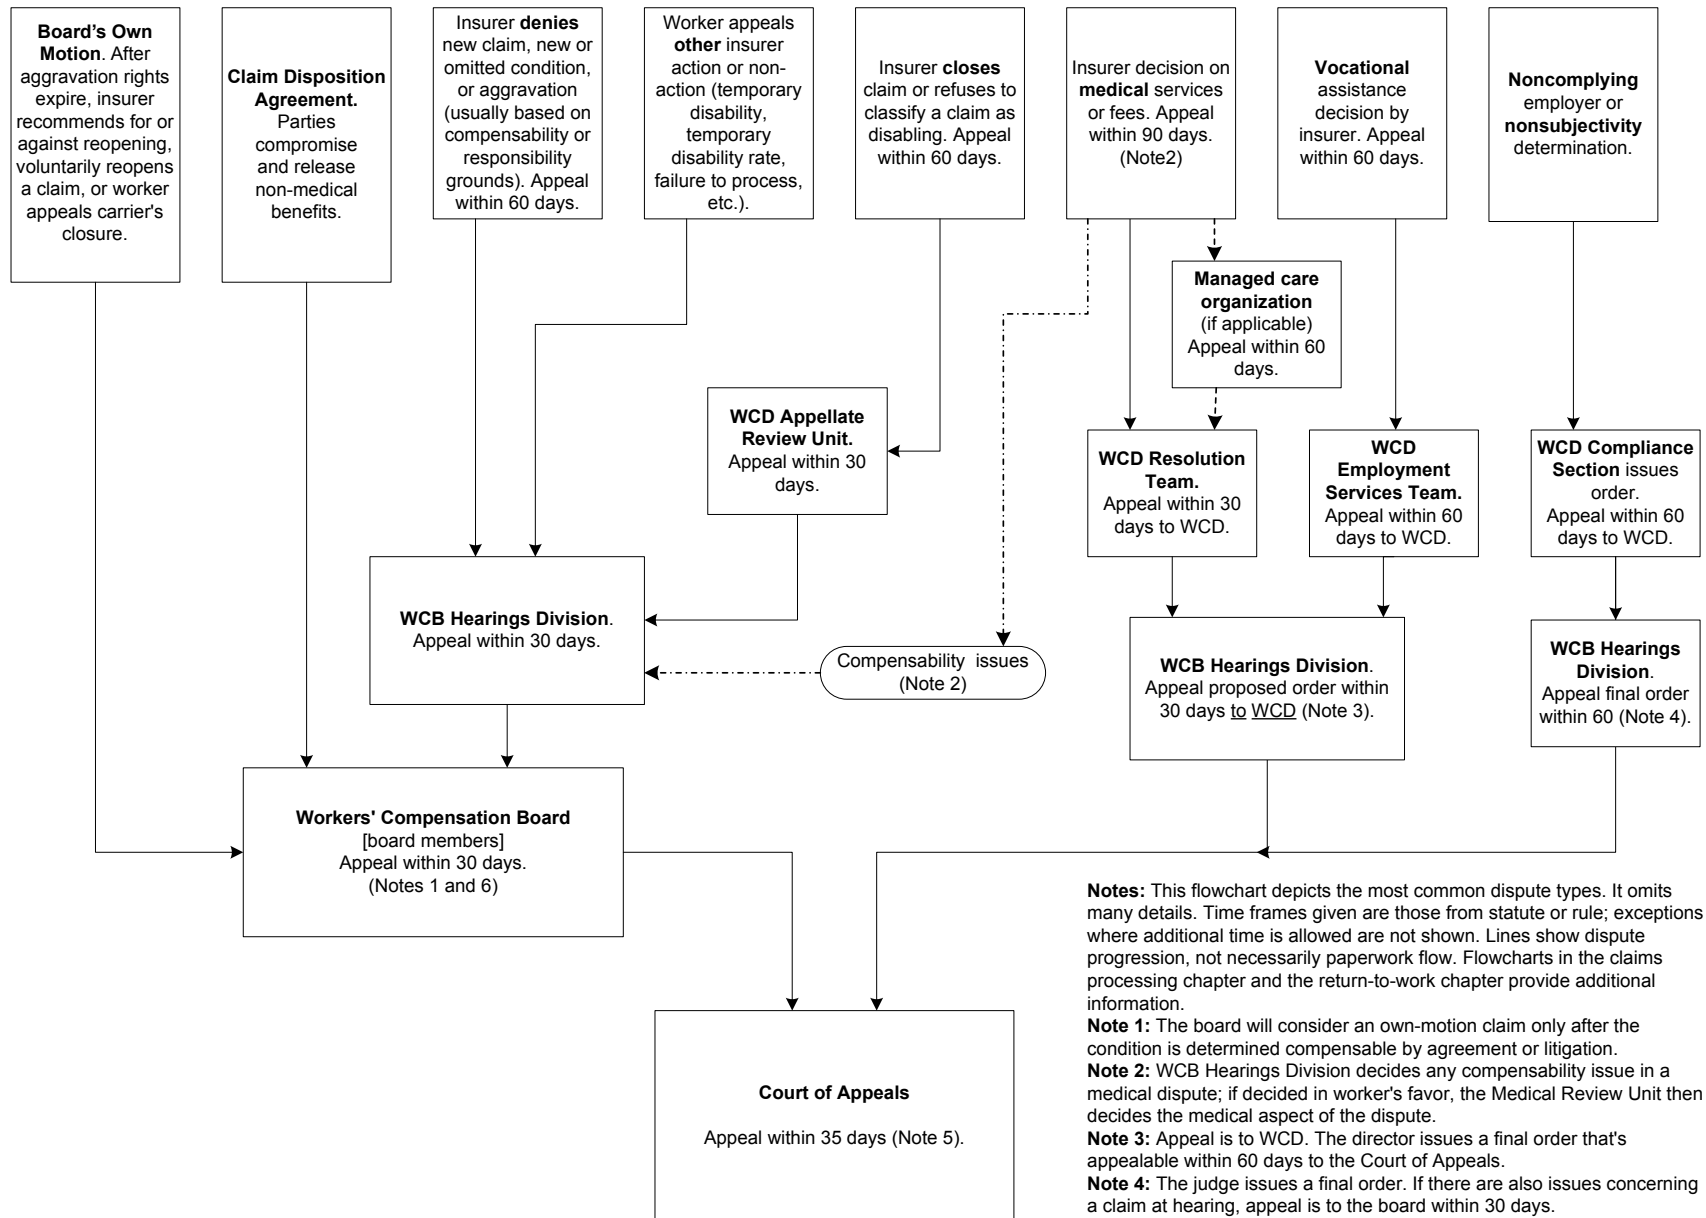 Board's Own
Motion. After
aggravation rights
expire, insurer
recommends for or
against reopening,
voluntarily reopens
a claim, or worker
appeals carrier's
closure.
Claim Disposition
Agreement.
Parties
compromise
and release
non-medical
benefits.
Insurer denies
new claim, new or
omitted condition,
or aggravation
(usually based on
compensability or
responsibility
grounds). Appeal
within 60 days.
Worker appeals
other insurer
action or non-
action (temporary
disability,
temporary
disability rate,
failure to process,
etc.).
Insurer closes
claim or refuses to
classify a claim as
disabling. Appeal
within 60 days.
Insurer decision on
medical services
or fees. Appeal
within 90 days.
(Note2)
Vocational
assistance
decision by
insurer. Appeal
within 60 days.
Noncomplying
employer or
nonsubjectivity
determination.
Managed care
organization
(if applicable)
Appeal within 60
days.
WCD Appellate
Review Unit.
Appeal within 30
days.
WCD Resolution
Team.
Appeal within 30
days to WCD.
WCD
Employment
Services Team.
Appeal within 60
days to WCD.
WCD Compliance
Section issues
order.
Appeal within 60
days to WCD.
WCB Hearings Division.
Appeal within 30 days.
Compensability issues
(Note 2)
WCB Hearings Division.
Appeal proposed order within
30 days to WCD (Note 3).
WCB Hearings
Division.
Appeal final order
within 60 (Note 4).
Workers' Compensation Board
[board members]
Appeal within 30 days.
(Notes 1 and 6)
Court of Appeals
Appeal within 35 days (Note 5).
Notes: This flowchart depicts the most common dispute types. It omits
many details. Time frames given are those from statute or rule; exceptions
where additional time is allowed are not shown. Lines show dispute
progression, not necessarily paperwork flow. Flowcharts in the claims
processing chapter and the return-to-work chapter provide additional
information.
Note 1: The board will consider an own-motion claim only after the
condition is determined compensable by agreement or litigation.
Note 2: WCB Hearings Division decides any compensability issue in a
medical dispute; if decided in worker's favor, the Medical Review Unit then
decides the medical aspect of the dispute.
Note 3: Appeal is to WCD. The director issues a final order that's
appealable within 60 days to the Court of Appeals.
Note 4: The judge issues a final order. If there are also issues concerning
a claim at hearing, appeal is to the board within 30 days.